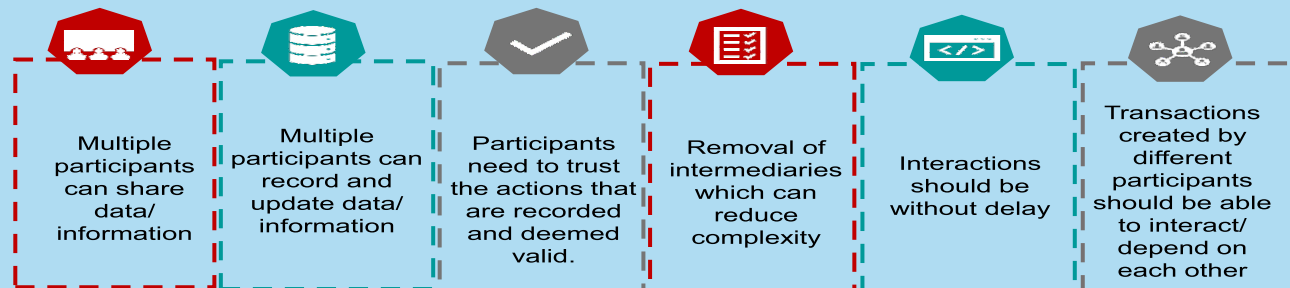 Multiple
participants
can share
data/
information
Multiple
participants can
record and
update data/
information
Participants
need to trust
the actions that
are recorded
and deemed
valid.
Removal of
intermediaries
which can
reduce
complexity
Interactions
should be
without delay
Transactions
created by
different
participants
should be able
to interact/
depend on
each other